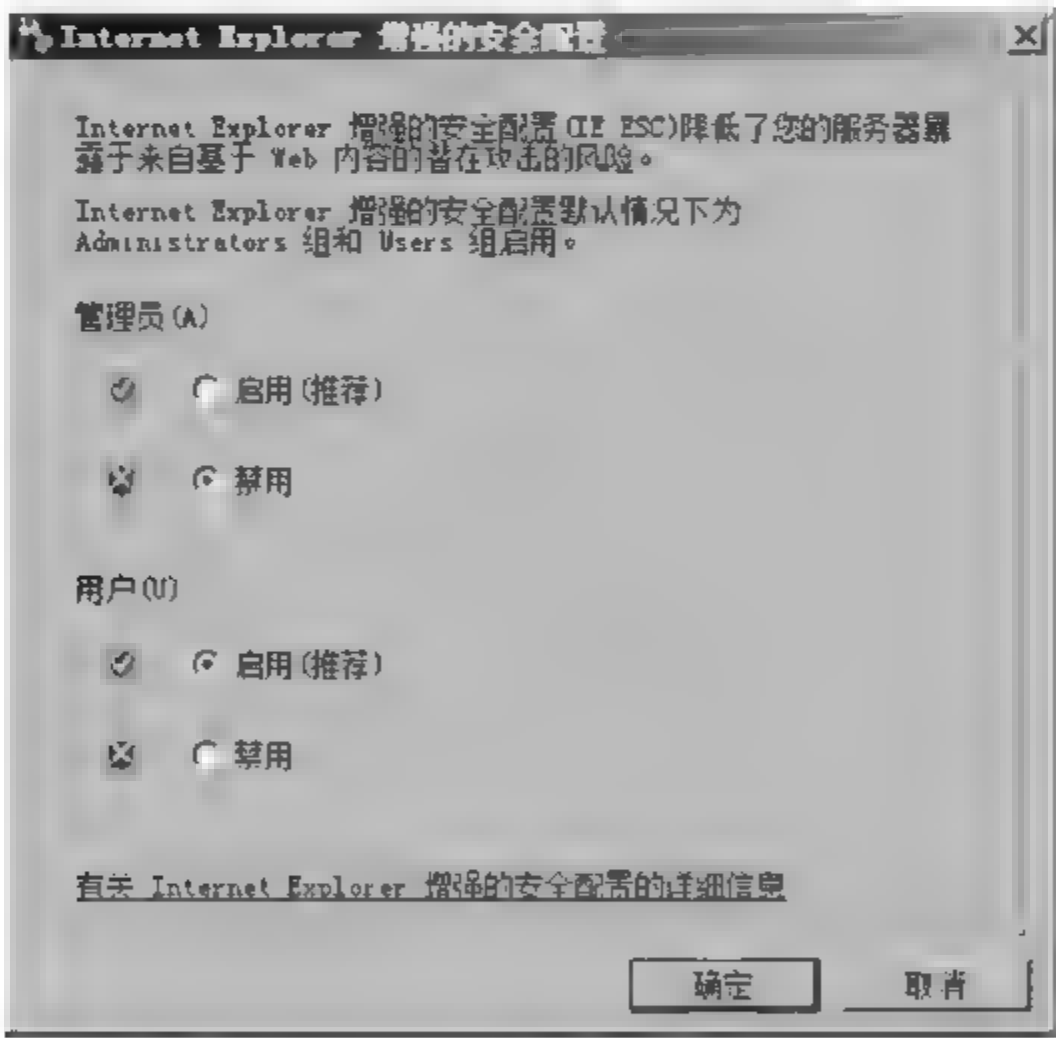 Internet Explorer 增强的安全配置
Internet Explorer 增强的安全配置(IE ESC)降低了您的服务器暴
露于来自基于 Web 内容的潜在攻击的风险。
Internet Explorer 增强的安全配置默认情况下为
Administrators 组和 Users 组启用。
管理员(A)
启用(推荐)
禁用
用户(U)
启用(推荐)
禁用
有关 Internet Explorer 增强的安全配置的详细信息
确定 取消